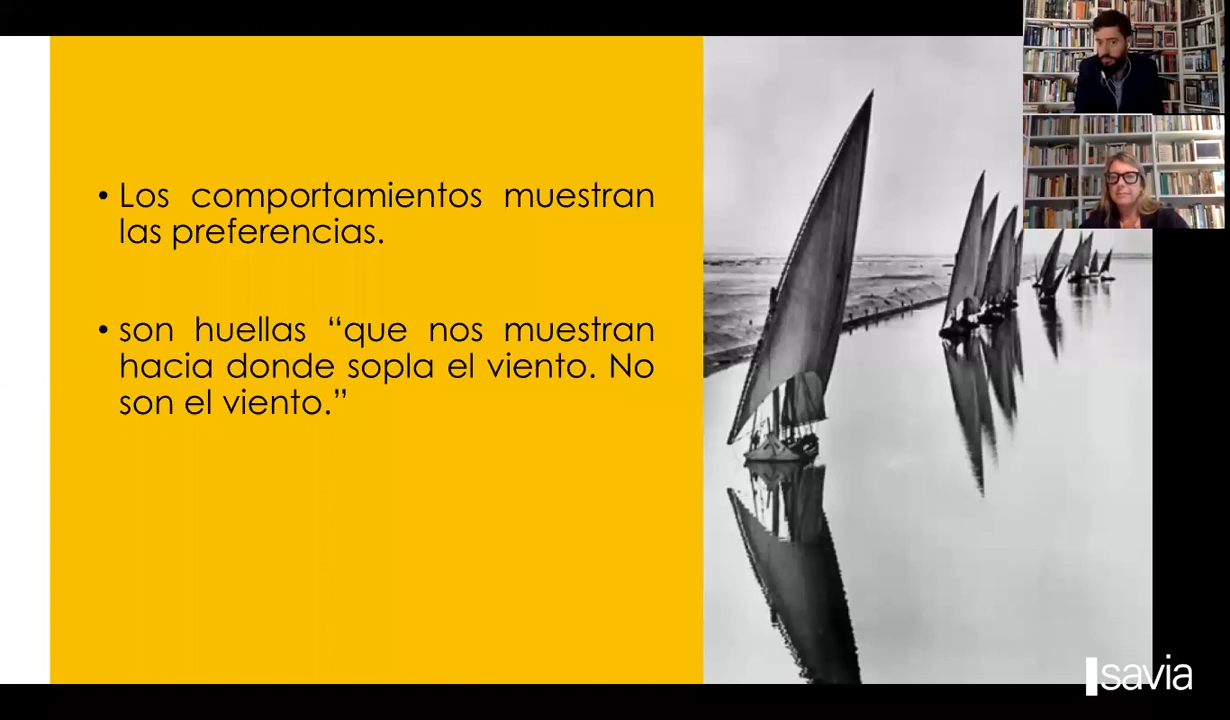 • Los comportamientos muestran
las preferencias.
• son huellas “que nos muestran
hacia donde sopla el viento. No
son el viento.”
savia